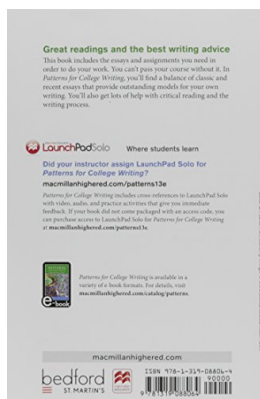 Great readings and the best writing advice
This book includes the essays and assignments you need in
order to do your work. You can't pass your course without it. In
Patterns for College Writing, you'll find a balance of classic and
recent essays that provide outstanding models for your own
writing. You'll also get lots of help with critical reading and the
writing process.
LaunchPadSolo
Where students learn
Did your instructor assign LaunchPad Solo for
Patterns for College Writing?
macmillanhighered.com/patterns13e
Patterns for College Writing includes cross-references to LaunchPad Solo
with video, audio, and practice activities that give you immediate
feedback. If your book did not come packaged with an access code, you
can purchase access to LaunchPad Solo for Patterns for College Writing
at macmillanhighered.com/patterns13e.
Patterns for College Writing is available in a
variety of e-book formats. For details, visit
macmillanhighered.com/catalog/patterns
e-book
macmillanhighered.com
bedford
ST. MARTIN'S
ISBN 978-1-319-08806-4
90000
9 781319 088064